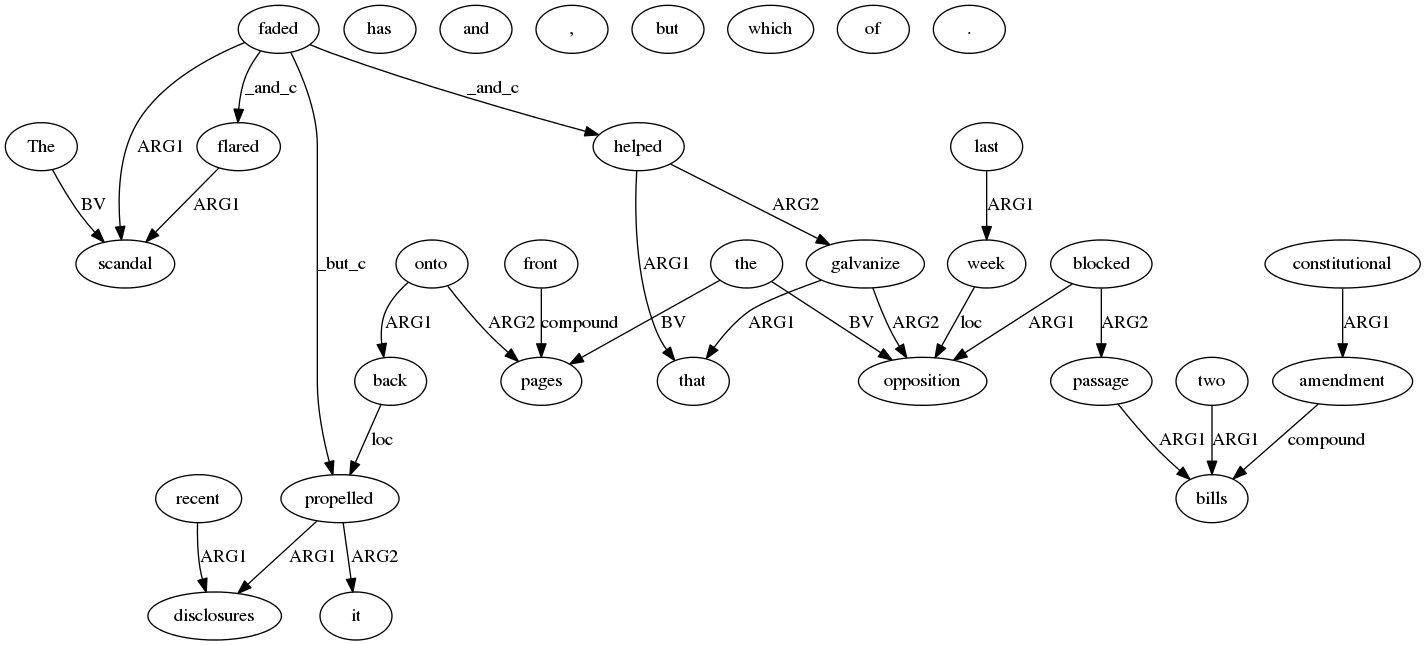 faded has and , but which of .
_and_c _and_c
The ARG1 flared helped last
BV ARG1 ARG2 ARG1
scandal _but_c onto front the ARG1 galvanize week blocked constitutional
ARG1 ARG2 compound BV ARG1 BV ARG2 loc ARG1 ARG2 ARG1
back pages that opposition passage two amendment
loc ARG1 ARG1 compound
recent propelled bills
ARG1 ARG1 ARG2
disclosures it